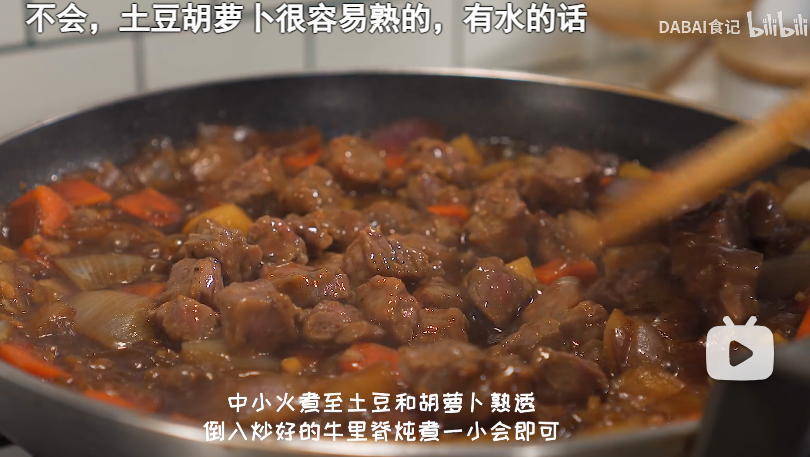 不会，土豆胡萝卜很容易熟的，有水的话
DABAI食记 bilibili
中小火煮至土豆和胡萝卜熟透
倒入炒好的牛里脊炖煮一小会即可